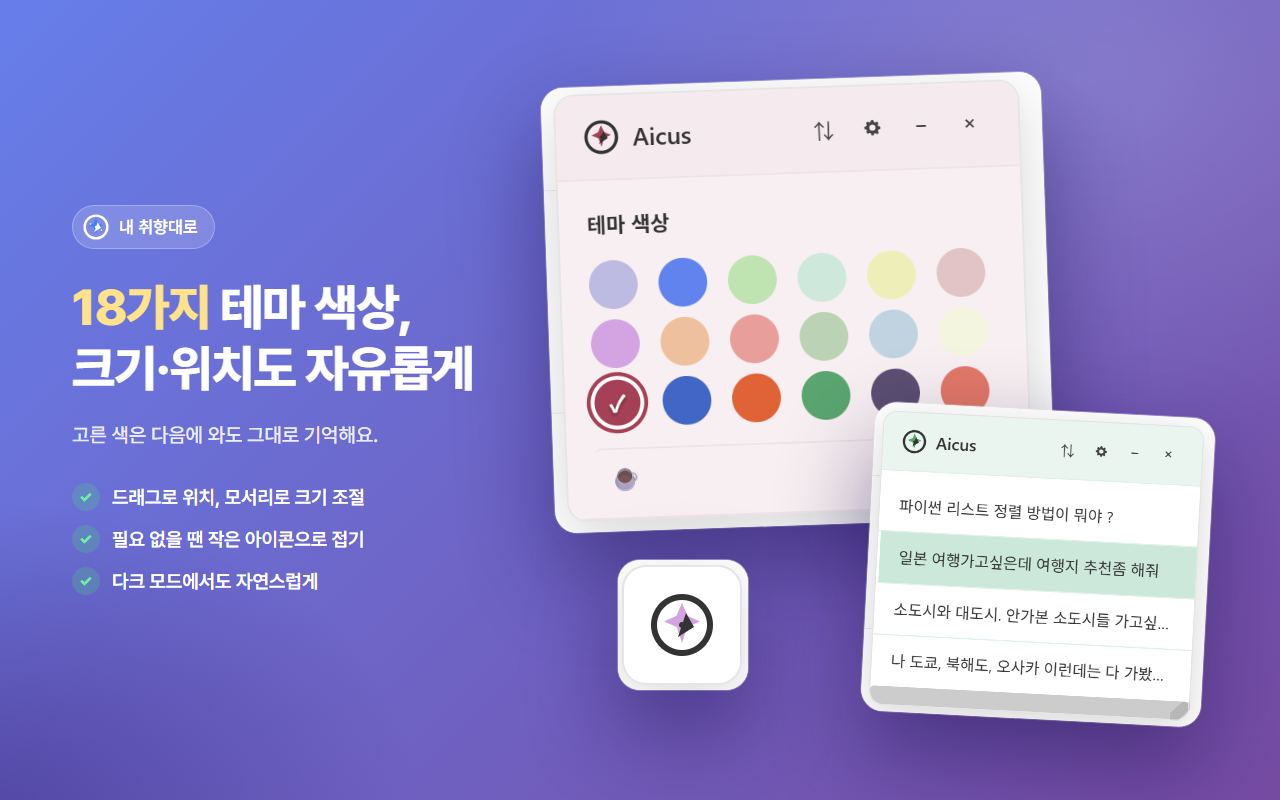 내 취향대로
18가지 테마 색상,
크기·위치도 자유롭게
고른 색은 다음에 와도 그대로 기억해요.
드래그로 위치, 모서리로 크기 조절
필요 없을 땐 작은 아이콘으로 접기
다크 모드에서도 자연스럽게
Aicus
테마 색상
Aicus
파이썬 리스트 정렬 방법이 뭐야 ?
일본 여행가고싶은데 여행지 추천좀 해줘
소도시와 대도시. 안가본 소도시들 가고싶...
나 도쿄, 북해도, 오사카 이런데는 다 가봤...